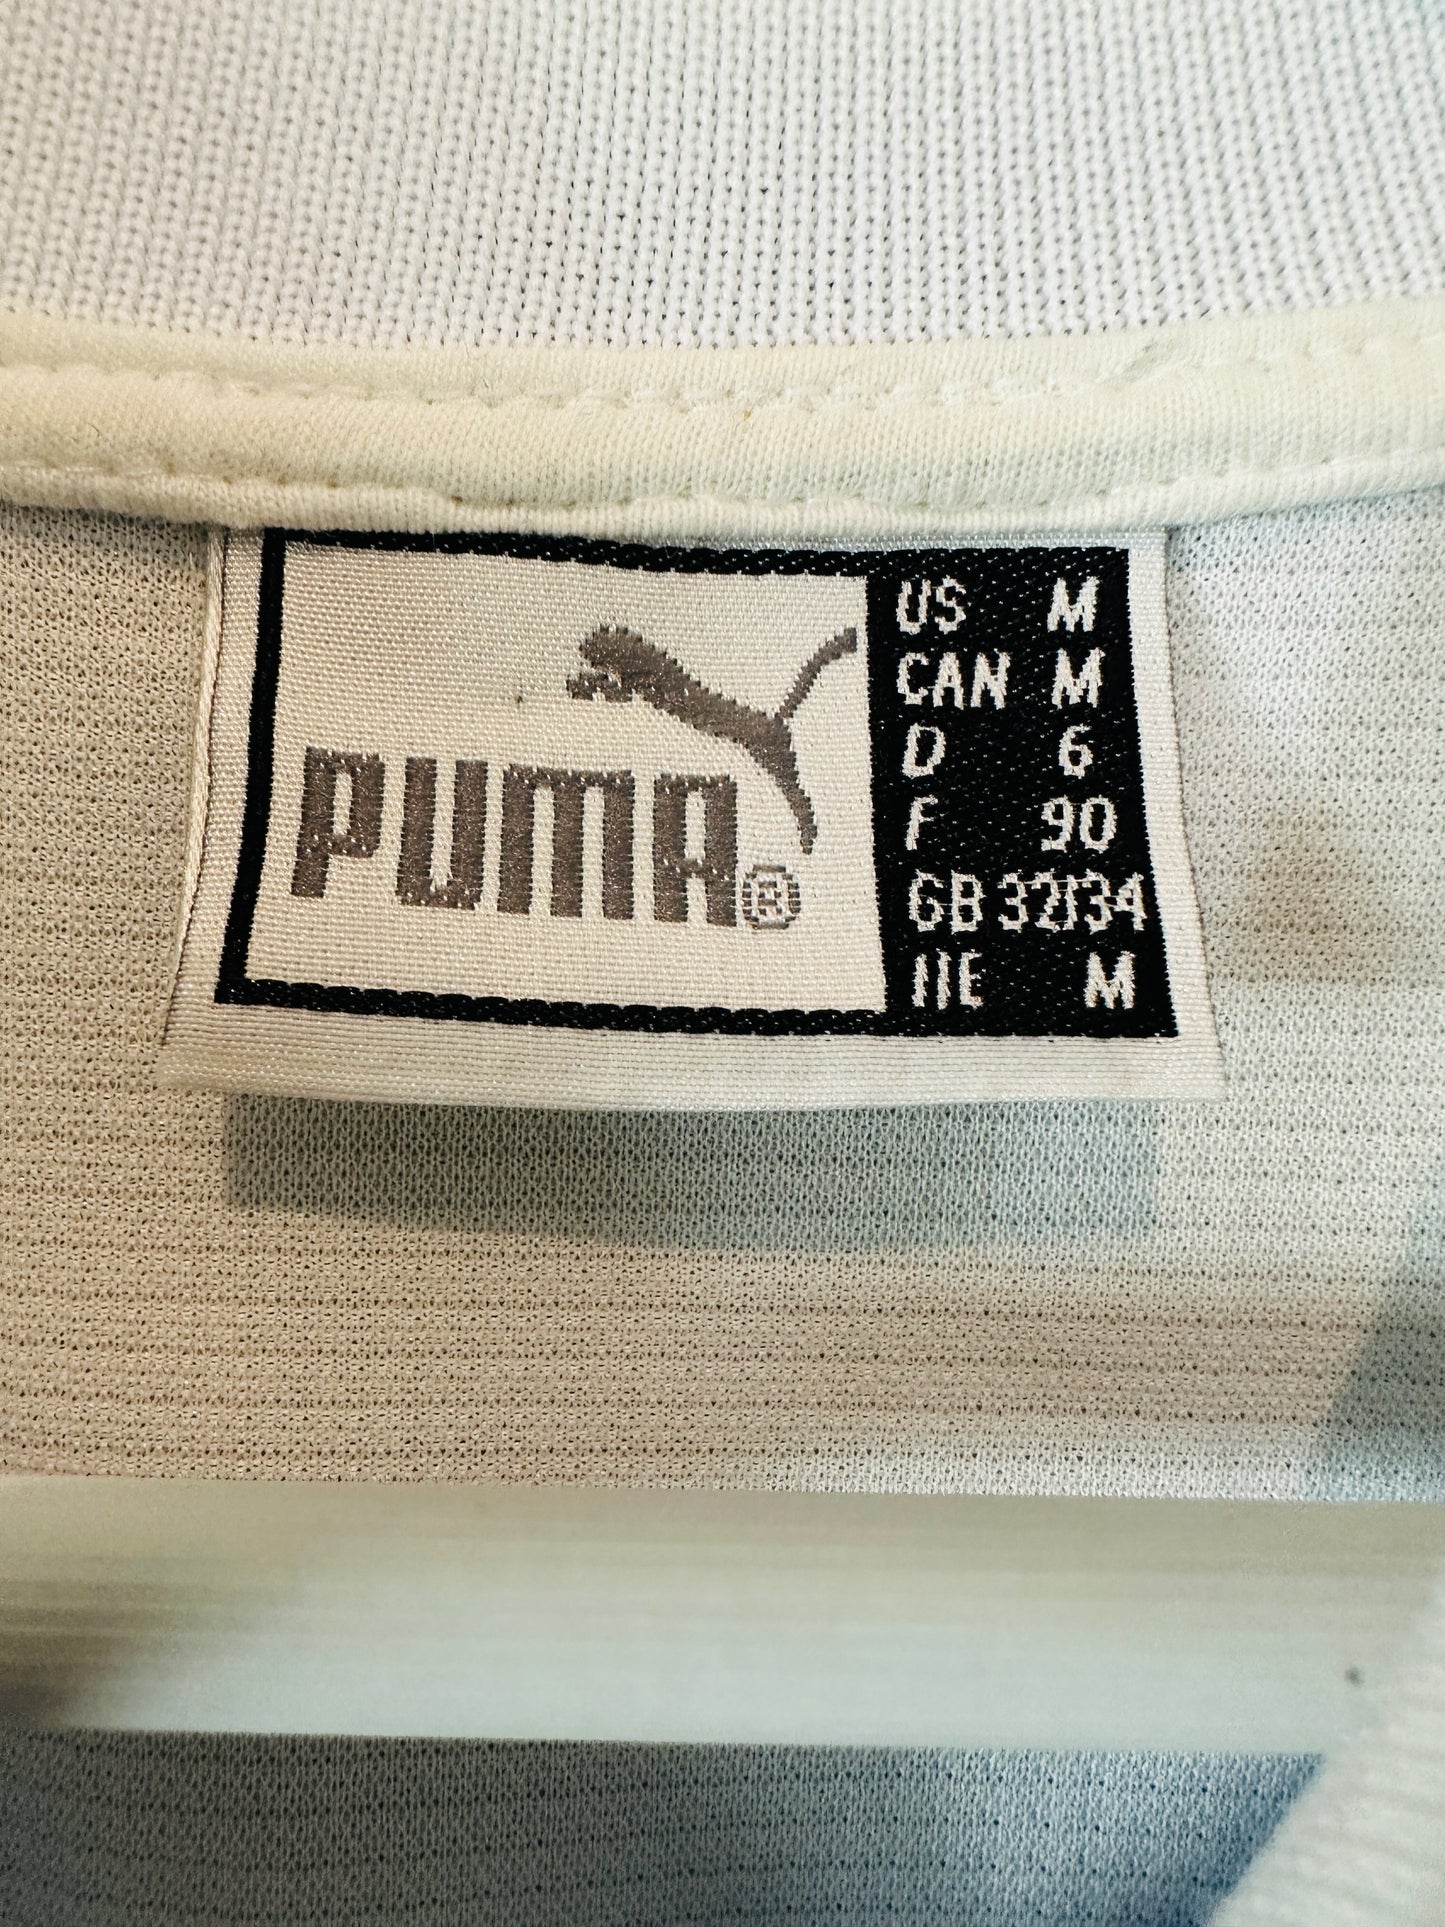 PUMA®
US M
CAN M
D 6
F 90
GB 32/34
IIE M